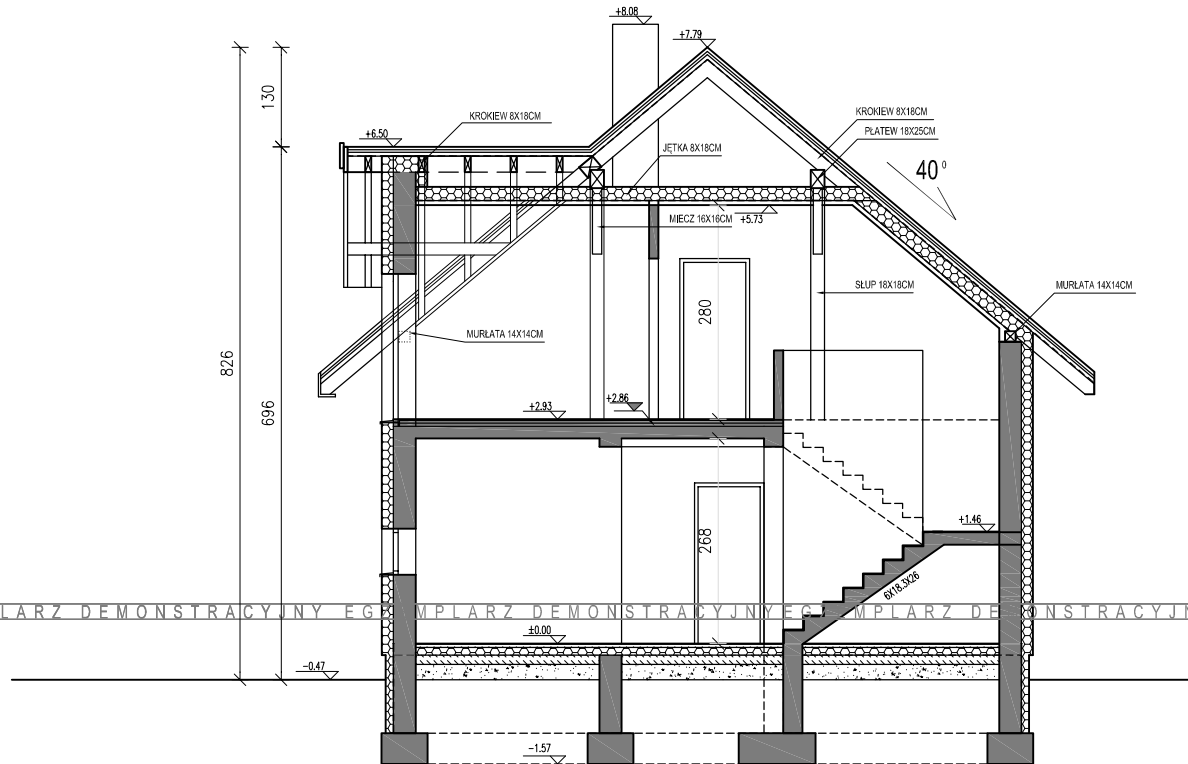 +8.08
+7.79
130
KROKIEW 8X18CM
KROKIEW 8X18CM
+6.50
PŁATEW 18X25CM
JĘTKA 8X18CM
40°
MIECZ 16X16CM
+5.73
SŁUP 18X18CM
MURŁATA 14X14CM
280
MURŁATA 14X14CM
826
696
+2.93
+2.86
+1.46
268
6X18.3X26
LARZ DEMONSTRACYJNY EGZEMPLARZ DEMONSTRACYJNY EGZEMPLARZ DEMONSTRACYJN
±0.00
-0.47
-1.57